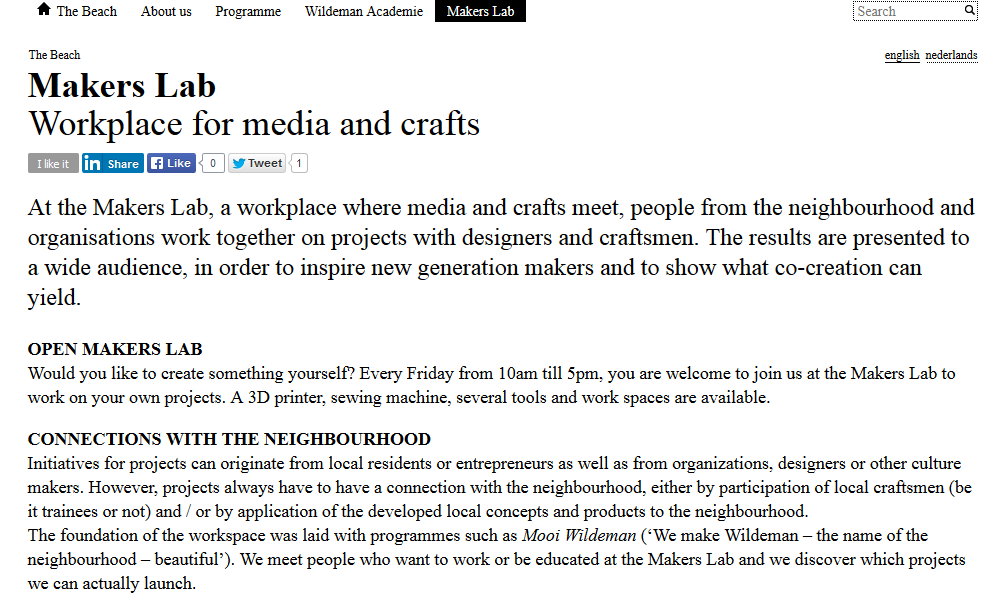 The Beach About us Programme Wildeman Academie Makers Lab Search
The Beach english nederlands
Makers Lab
Workplace for media and crafts
I like it in Share Like 0 Tweet 1
At the Makers Lab, a workplace where media and crafts meet, people from the neighbourhood and
organisations work together on projects with designers and craftsmen. The results are presented to
a wide audience, in order to inspire new generation makers and to show what co-creation can
yield.
OPEN MAKERS LAB
Would you like to create something yourself? Every Friday from 10am till 5pm, you are welcome to join us at the Makers Lab to
work on your own projects. A 3D printer, sewing machine, several tools and work spaces are available.
CONNECTIONS WITH THE NEIGHBOURHOOD
Initiatives for projects can originate from local residents or entrepreneurs as well as from organizations, designers or other culture
makers. However, projects always have to have a connection with the neighbourhood, either by participation of local craftsmen (be
it trainees or not) and / or by application of the developed local concepts and products to the neighbourhood.
The foundation of the workspace was laid with programmes such as Mooi Wildeman (‘We make Wildeman – the name of the
neighbourhood – beautiful’). We meet people who want to work or be educated at the Makers Lab and we discover which projects
we can actually launch.